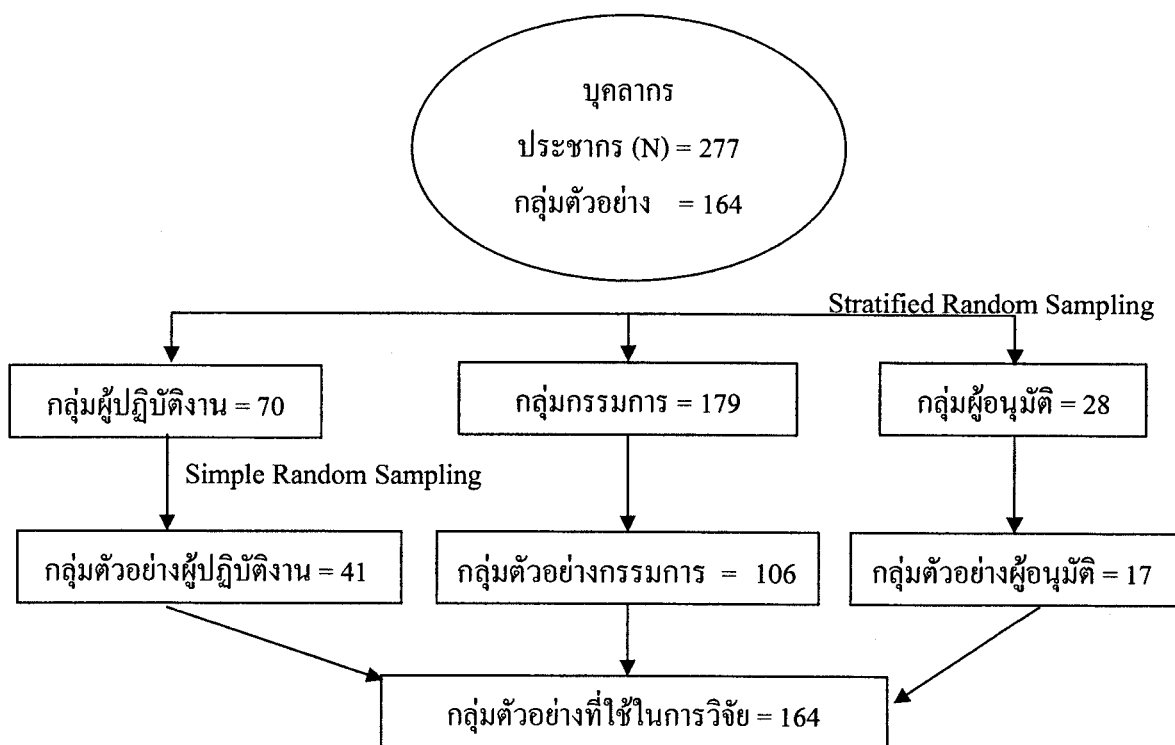 บุคลากร
ประชากร (N) = 277
กลุ่มตัวอย่าง = 164
Stratified Random Sampling
กลุ่มผู้ปฏิบัติงาน = 70
กลุ่มกรรมการ = 179
กลุ่มผู้อนุมัติ = 28
Simple Random Sampling
กลุ่มตัวอย่างผู้ปฏิบัติงาน = 41
กลุ่มตัวอย่างกรรมการ = 106
กลุ่มตัวอย่างผู้อนุมัติ = 17
กลุ่มตัวอย่างที่ใช้ในการวิจัย = 164